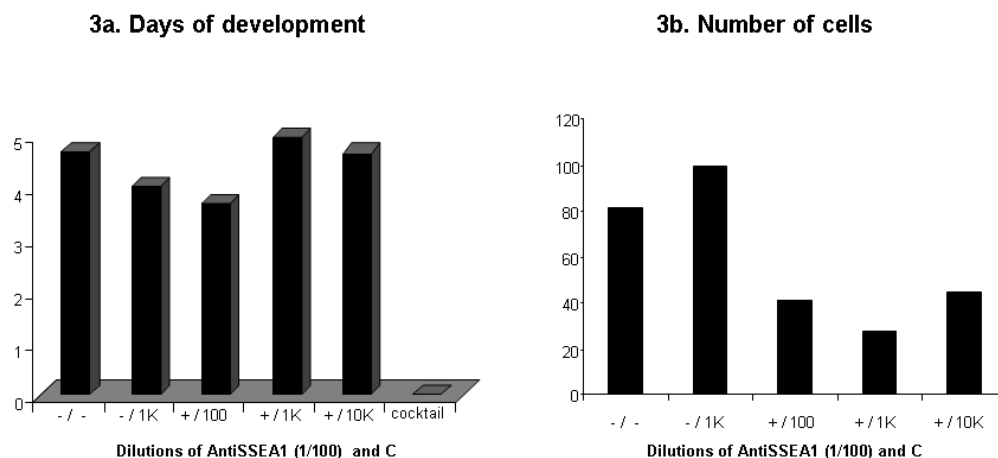 3a. Days of development
5
4
3
2
1
0
- / -
- / 1K
+ / 100
+ / 1K
+ / 10K
cocktail
Dilutions of AntiSSEA1 (1/100) and C
3b. Number of cells
120
100
80
60
40
20
0
- / -
- / 1K
+ / 100
+ / 1K
+ / 10K
Dilutions of AntiSSEA1 (1/100) and C